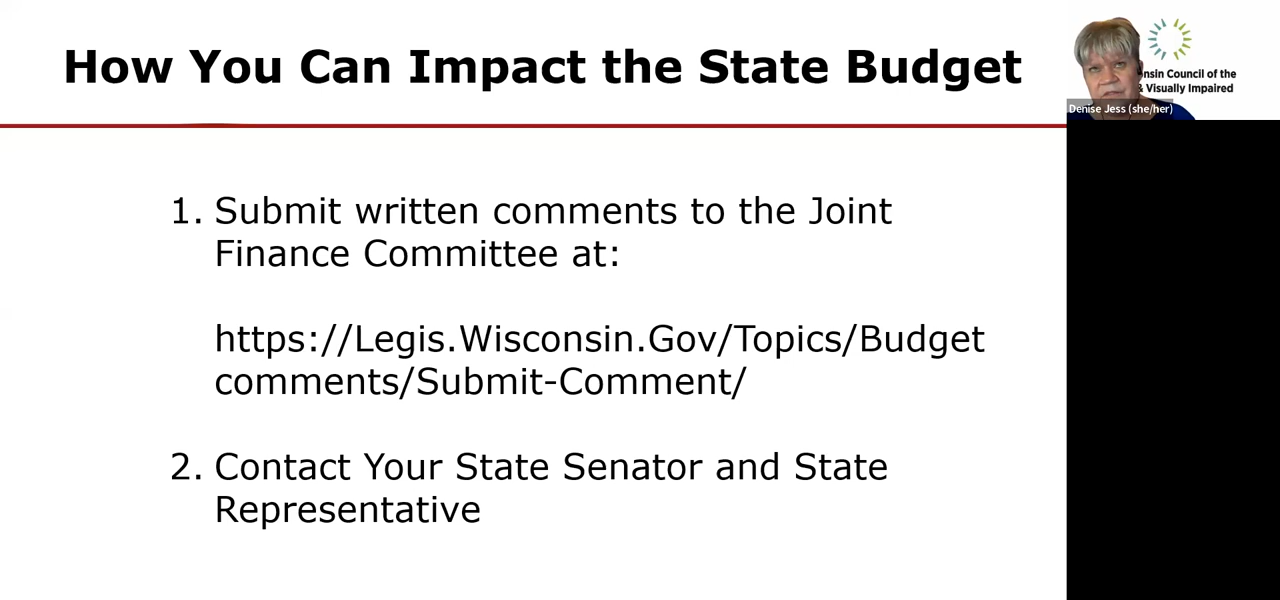 How You Can Impact the State Budget
1. Submit written comments to the Joint
Finance Committee at:
https://Legis.Wisconsin.Gov/Topics/Budget
comments/Submit-Comment/
2. Contact Your State Senator and State
Representative
nsin Council of the
& Visually Impaired
Denise Jess (she/her)